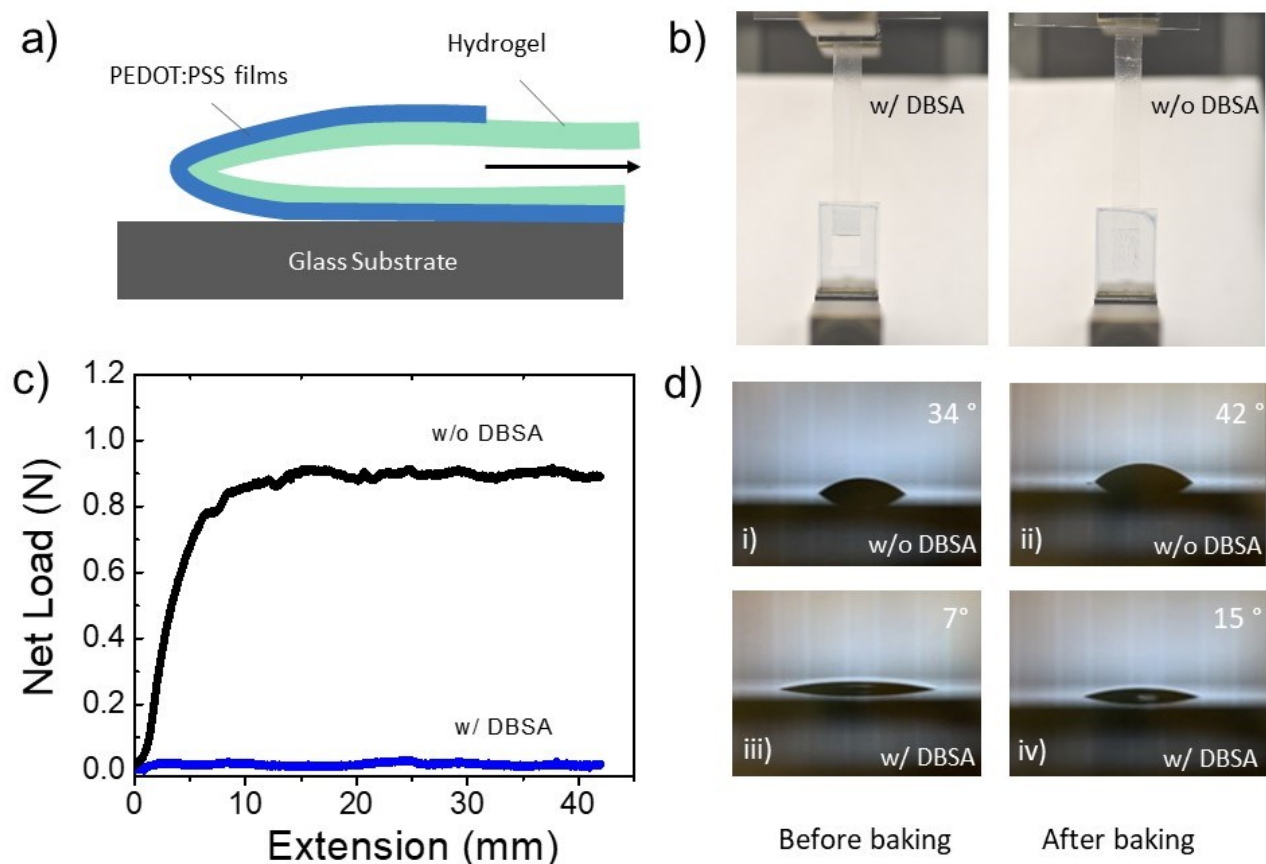 a)
Hydrogel
PEDOT:PSS films
Glass Substrate
b)
w/ DBSA
w/o DBSA
c)
1.2
1.0
0.8
0.6
0.4
0.2
0.0
Net Load (N)
w/o DBSA
w/ DBSA
0
10
20
30
40
Extension (mm)
d)
34 °
i)
w/o DBSA
42 °
ii)
w/o DBSA
7°
iii)
w/ DBSA
15 °
iv)
w/ DBSA
Before baking
After baking